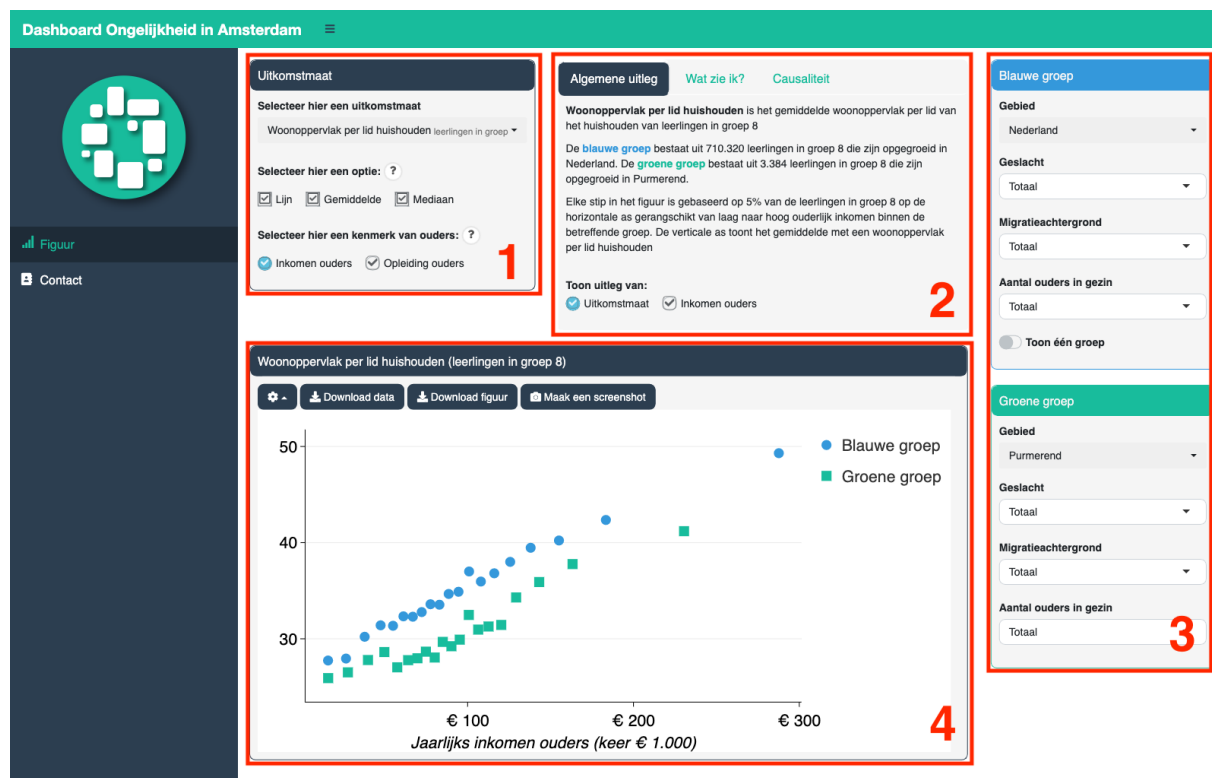 Dashboard Ongelijkheid in Amsterdam
Figuur
Contact
Uitkomstmaat
Selecteer hier een uitkomstmaat
Woonoppervlak per lid huishouden leerlingen in groep
Selecteer hier een optie: ?
Lijn Gemiddelde Mediaan
Selecteer hier een kenmerk van ouders: ?
Inkomen ouders Opleiding ouders
1
Algemene uitleg Wat zie ik? Causaliteit
Woonoppervlak per lid huishouden is het gemiddelde woonoppervlak per lid van
het huishouden van leerlingen in groep 8
De blauwe groep bestaat uit 710.320 leerlingen in groep 8 die zijn opgegroeid in
Nederland. De groene groep bestaat uit 3.384 leerlingen in groep 8 die zijn
opgegroeid in Purmerend.
Elke stip in het figuur is gebaseerd op 5% van de leerlingen in groep 8 op de
horizontale as gerangschikt van laag naar hoog ouderlijk inkomen binnen de
betreffende groep. De verticale as toont het gemiddelde met een woonoppervlak
per lid huishouden
Toon uitleg van:
Uitkomstmaat Inkomen ouders
2
Blauwe groep
Gebied
Nederland
Geslacht
Totaal
Migratieachtergrond
Totaal
Aantal ouders in gezin
Totaal
Toon één groep
Groene groep
Gebied
Purmerend
Geslacht
Totaal
Migratieachtergrond
Totaal
Aantal ouders in gezin
Totaal
3
Woonoppervlak per lid huishouden (leerlingen in groep 8)
Download data Download figuur Maak een screenshot
50
40
30
Blauwe groep
Groene groep
€ 100 € 200 € 300
Jaarlijks inkomen ouders (keer € 1.000)
4